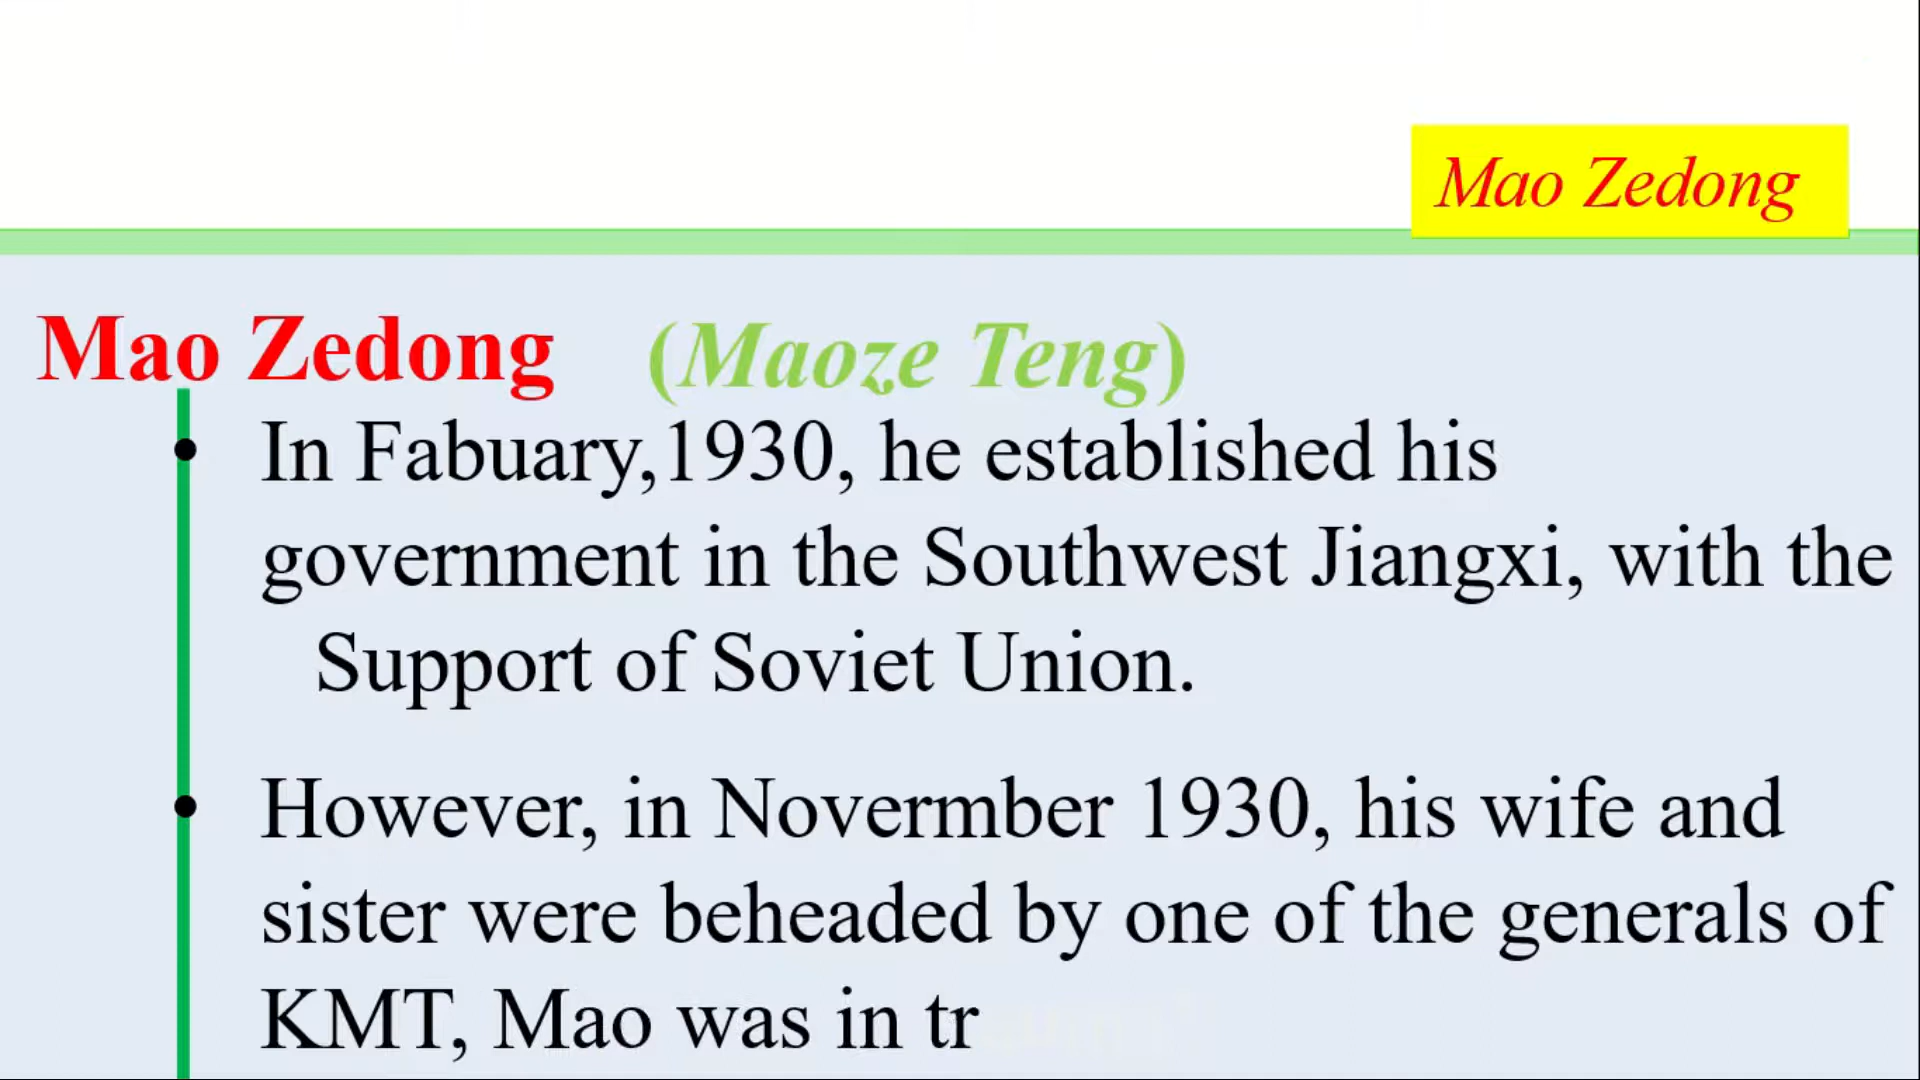 Mao Zedong
Mao Zedong (Maoze Teng)
• In Fabuary,1930, he established his
government in the Southwest Jiangxi, with the
Support of Soviet Union.
• However, in Novermber 1930, his wife and
sister were beheaded by one of the generals of
KMT, Mao was in tr